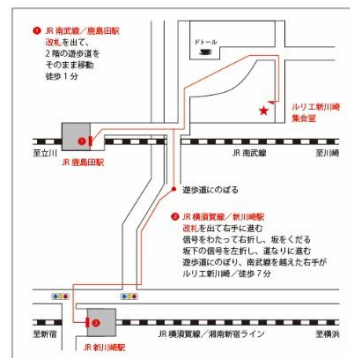 ❶ JR 南武線／鹿島田駅
改札を出て、
2 階の遊歩道を
そのまま移動
徒歩 1 分
ドトール
ルリエ新川崎
集会室
至立川
❶
JR 鹿島田駅
JR 南武線
至川崎
遊歩道にのぼる
❷ JR 横須賀線／新川崎駅
改札を出て右手に進む
信号をわたって右折し、坂をくだる
坂下の信号を左折し、道なりに進む
遊歩道にのぼり、南武線を越えた右手が
ルリエ新川崎／徒歩 7 分
至新宿
❷
JR 新川崎駅
JR 横須賀線／湘南新宿ライン
至横浜